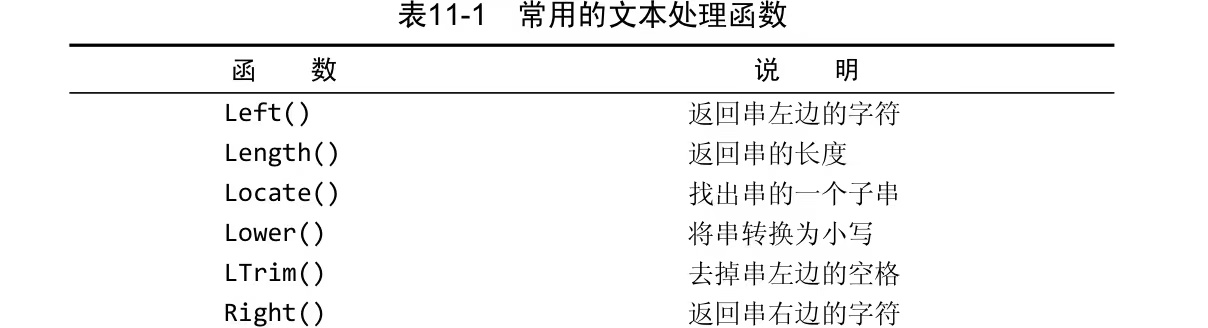 表11-1 常用的文本处理函数
函 数 说 明
Left() 返回串左边的字符
Length() 返回串的长度
Locate() 找出串的一个子串
Lower() 将串转换为小写
LTrim() 去掉串左边的空格
Right() 返回串右边的字符